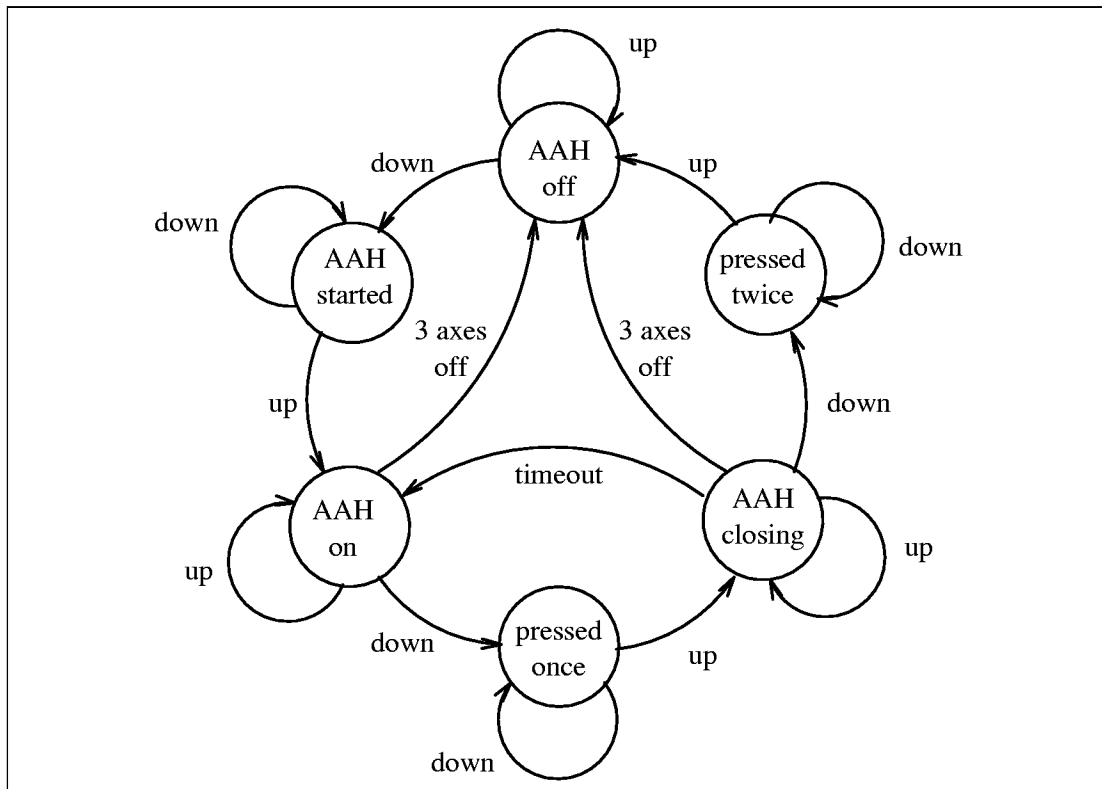 up
AAH
off
down
up
down
AAH
started
pressed
twice
down
3 axes
off
3 axes
off
up
down
timeout
AAH
on
AAH
closing
up
up
down
pressed
once
up
down